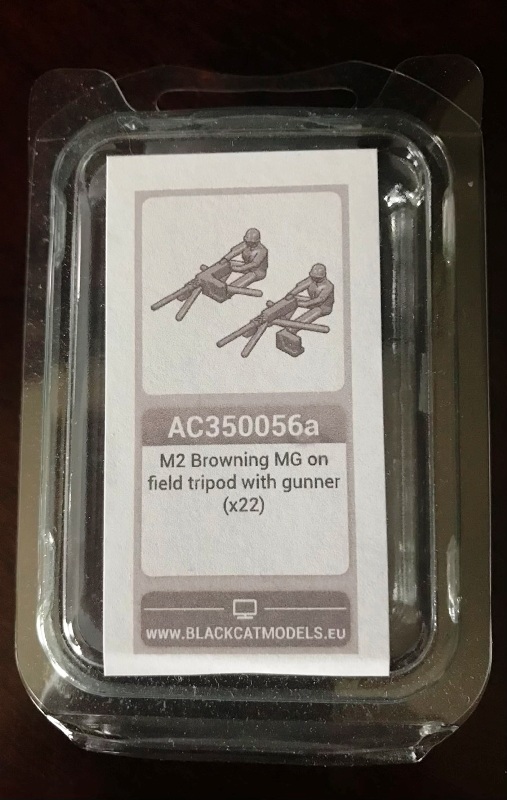 AC350056a
M2 Browning MG on
field tripod with gunner
(x22)
WWW.BLACKCATMODELS.EU